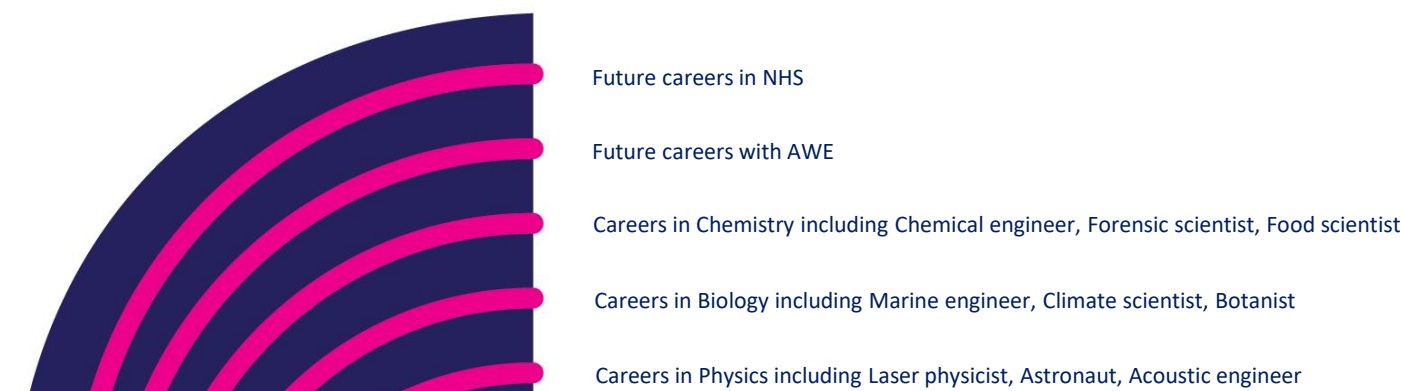 Future careers in NHS
Future careers with AWE
Careers in Chemistry including Chemical engineer, Forensic scientist, Food scientist
Careers in Biology including Marine engineer, Climate scientist, Botanist
Careers in Physics including Laser physicist, Astronaut, Acoustic engineer